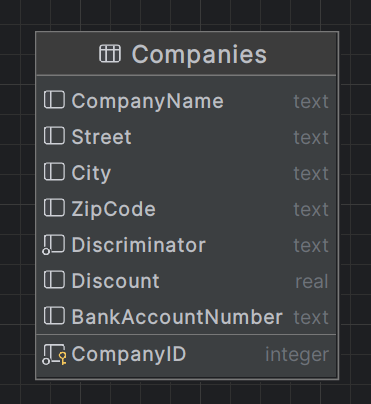 Companies
CompanyName text
Street text
City text
ZipCode text
Discriminator text
Discount real
BankAccountNumber text
CompanyID integer